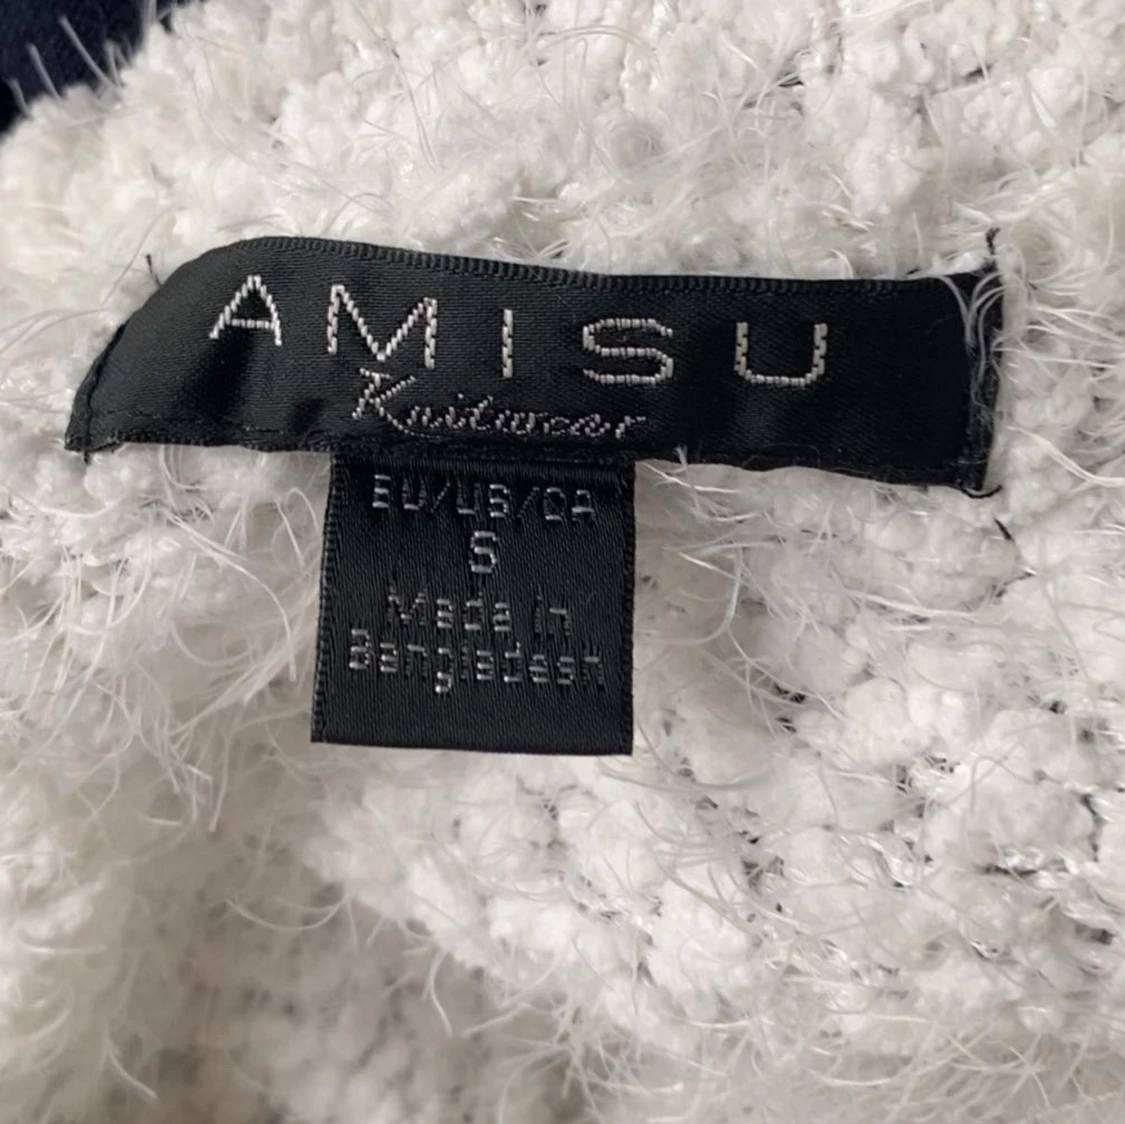 AMISU
Knitwear
EU/US/CA
S
Made in
Bangladesh